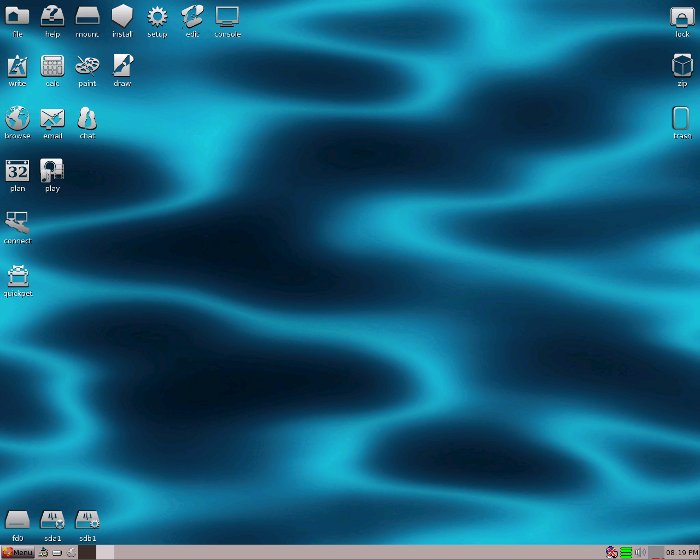 file help mount install setup edit console lock
write calc paint draw zip
browse email chat trash
32
plan play
connect
quickpet
fd0 sda1 sdb1
Menu 08:19 PM